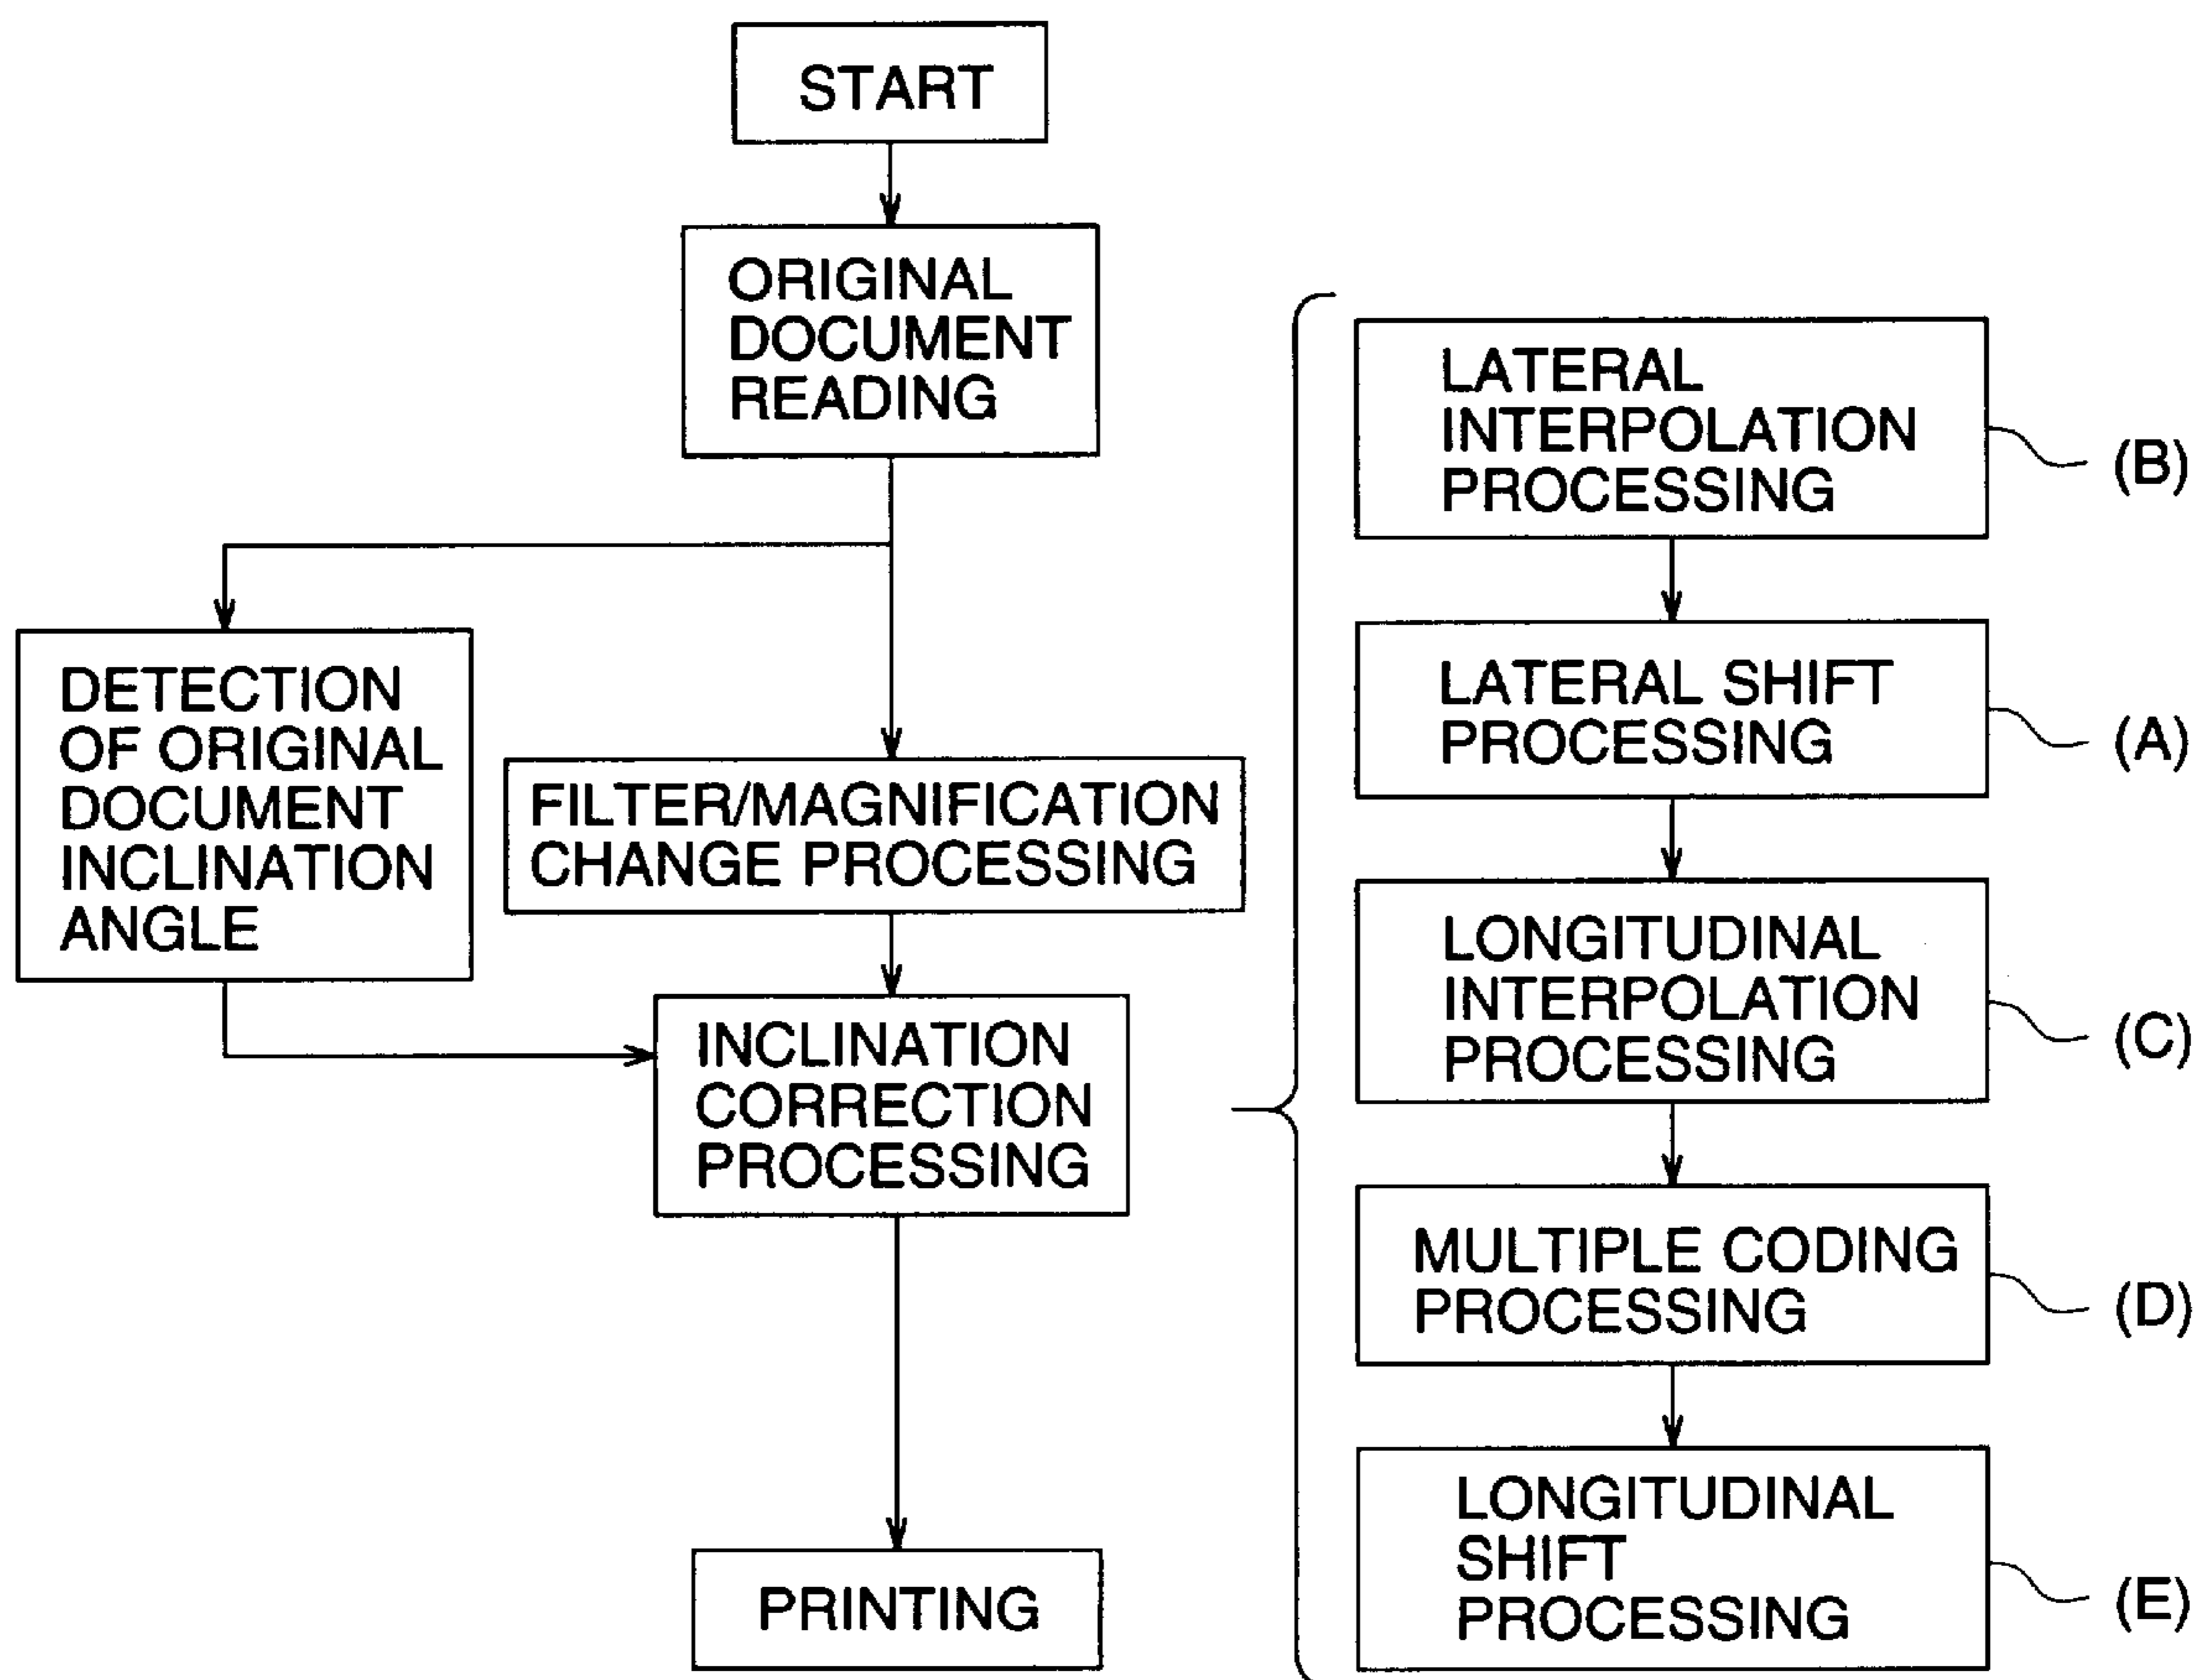 START
ORIGINAL
DOCUMENT
READING
DETECTION
OF ORIGINAL
DOCUMENT
INCLINATION
ANGLE
FILTER/MAGNIFICATION
CHANGE PROCESSING
INCLINATION
CORRECTION
PROCESSING
PRINTING
LATERAL
INTERPOLATION
PROCESSING
(B)
LATERAL SHIFT
PROCESSING
(A)
LONGITUDINAL
INTERPOLATION
PROCESSING
(C)
MULTIPLE CODING
PROCESSING
(D)
LONGITUDINAL
SHIFT
PROCESSING
(E)